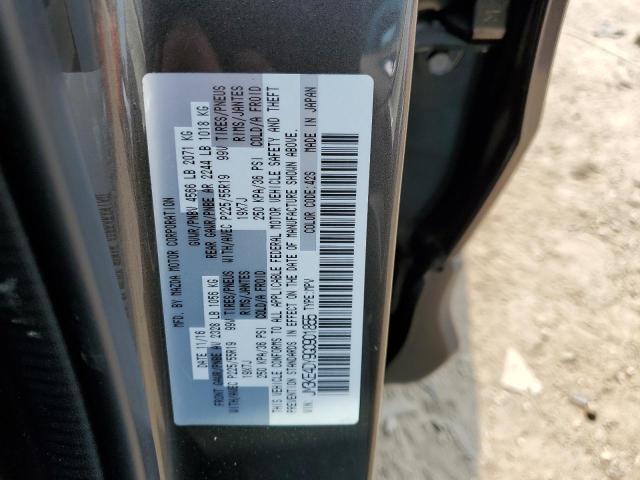 MFD. BY MAZDA MOTOR CORPORATION
DATE 11/16 GVWR/PNBV 4566 LB 2071 KG
FRONT GAWR/PNBE AV 2328 LB 1056 KG REAR GAWR/PNBE AR 2244 LB 1018 KG
WITH/AVEC P225/55R19 99V TIRES/PNEUS WITH/AVEC P225/55R19 99V TIRES/PNEUS
19X7J RIMS/JANTES 19X7J RIMS/JANTES
250 KPA/36 PSI COLD/A FROID 250 KPA/36 PSI COLD/A FROID
THIS VEHICLE CONFORMS TO ALL APPLICABLE FEDERAL MOTOR VEHICLE SAFETY AND THEFT
PREVENTION STANDARDS IN EFFECT ON THE DATE OF MANUFACTURE SHOWN ABOVE.
VIN: TYPE: MPV COLOR CODE: 42S MADE IN JAPAN